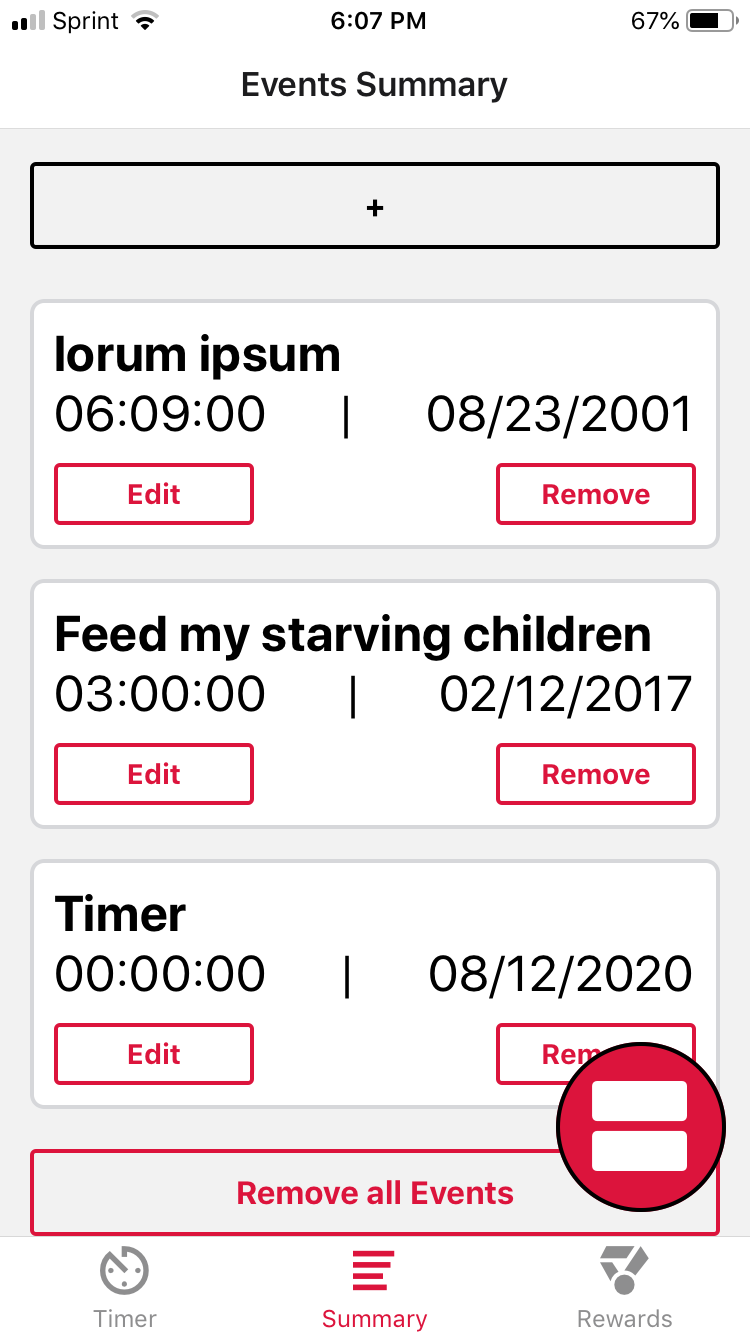 Sprint 6:07 PM 67%
Events Summary
+
lorum ipsum
06:09:00 | 08/23/2001
Edit Remove
Feed my starving children
03:00:00 | 02/12/2017
Edit Remove
Timer
00:00:00 | 08/12/2020
Edit
Remove all Events
Timer Summary Rewards